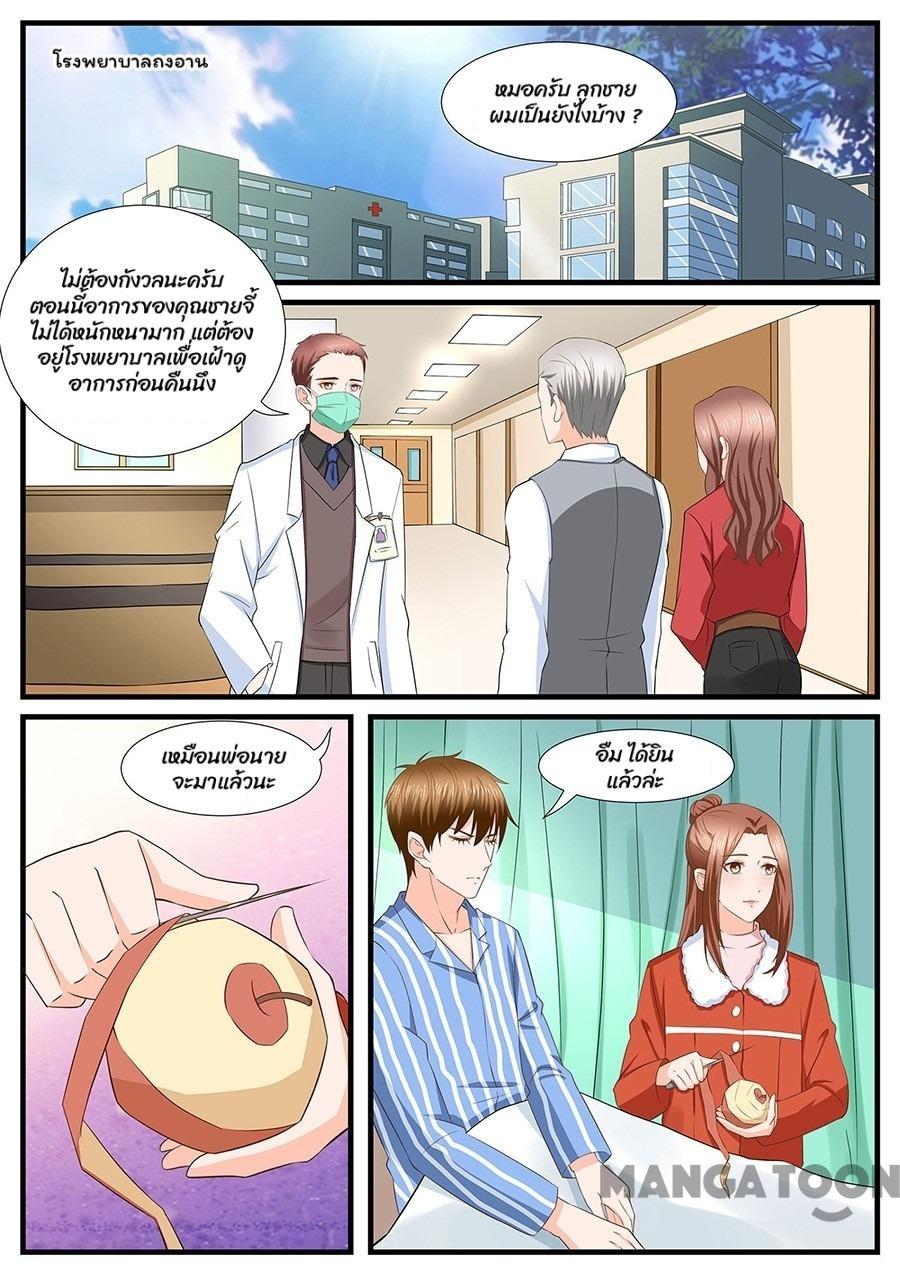 โรงพยาบาลถงอาน
หมอครับ ลูกชาย
ผมเป็นยังไงบ้าง ?
ไม่ต้องกังวลนะครับ
ตอนนี้อาการของคุณชายจี้
ไม่ได้หนักหนามาก แต่ต้อง
อยู่โรงพยาบาลเพื่อเฝ้าดู
อาการก่อนคืนนึง
เหมือนพ่อนาย
จะมาแล้วนะ
อืม ได้ยิน
แล้วล่ะ
MANGATOON